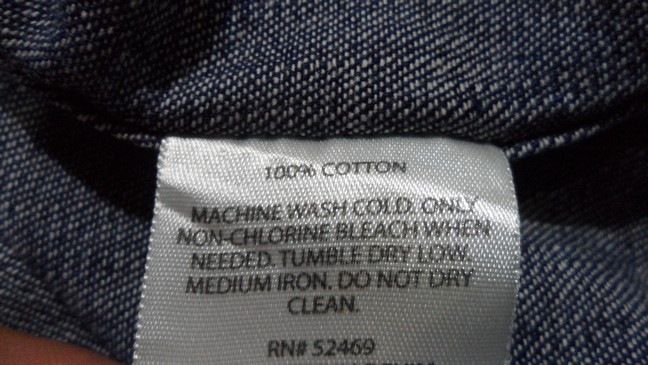 100% COTTON
MACHINE WASH COLD. ONLY
NON-CHLORINE BLEACH WHEN
NEEDED. TUMBLE DRY LOW.
MEDIUM IRON. DO NOT DRY
CLEAN.
RN# 52469